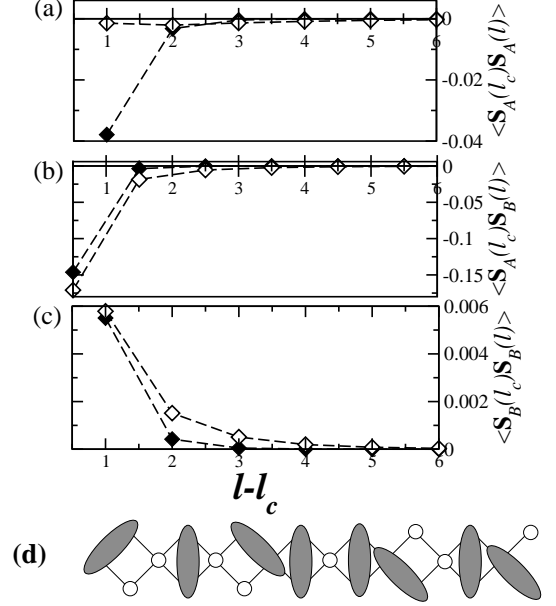 (a)
0
1 2 3 4 5 6
-0.02
-0.04
<S_A(l_c)S_A(l)>
(b)
0
1 2 3 4 5 6
-0.05
-0.1
-0.15
<S_A(l_c)S_B(l)>
(c)
0.006
0.004
0.002
0
1 2 3 4 5 6
<S_B(l_c)S_B(l)>
l-l_c
(d)